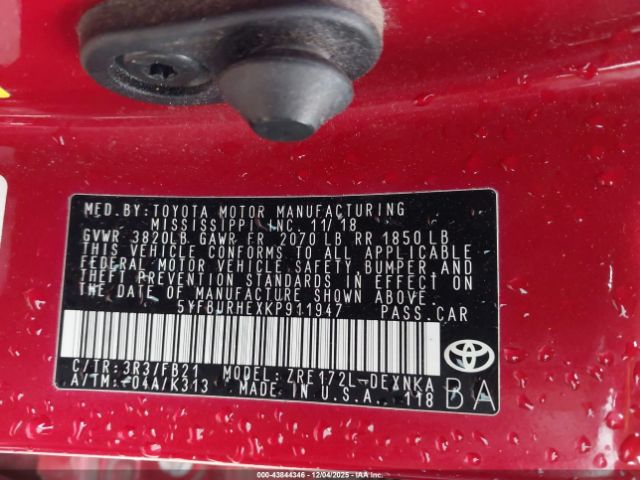 MFD. BY: TOYOTA MOTOR MANUFACTURING
MISSISSIPPI, INC. 11/18
GVWR 3820LB GAWR FR 2070 LB RR 1850 LB
THIS VEHICLE CONFORMS TO ALL APPLICABLE
FEDERAL MOTOR VEHICLE SAFETY, BUMPER, AND
THEFT PREVENTION STANDARDS IN EFFECT ON
THE DATE OF MANUFACTURE SHOWN ABOVE.
5YFBURHEXKP911947 PASS.CAR
C/TR: 3R3/FB21 MODEL: ZRE172L-DEXNKA
A/TM: -04A/K313 MADE IN U.S.A. 118
TOYOTA
BA
000-43844346 - 12/04/2025 - IAAI.COM